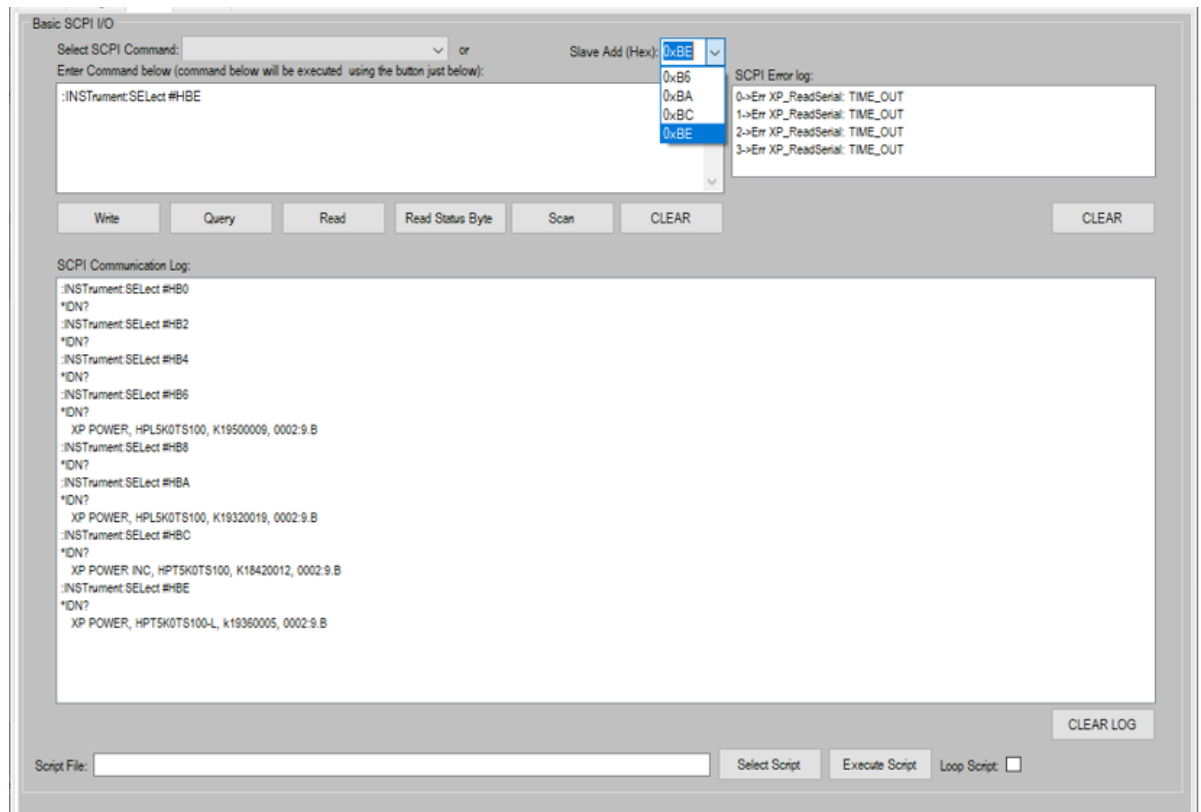 Basic SCPI I/O
Select SCPI Command: or Slave Add (Hex): 0xBE
Enter Command below (command below will be executed using the button just below):
:INSTrument:SELect #HBE
0xB6
0xBA
0xBC
0xBE
SCPI Error log:
0->Err XP_ReadSerial: TIME_OUT
1->Err XP_ReadSerial: TIME_OUT
2->Err XP_ReadSerial: TIME_OUT
3->Err XP_ReadSerial: TIME_OUT
Write Query Read Read Status Byte Scan CLEAR CLEAR
SCPI Communication Log:
:INSTrument:SELect #HB0
*IDN?
:INSTrument:SELect #HB2
*IDN?
:INSTrument:SELect #HB4
*IDN?
:INSTrument:SELect #HB6
*IDN?
XP POWER, HPL5K0TS100, K19500009, 0002:9.B
:INSTrument:SELect #HB8
*IDN?
:INSTrument:SELect #HBA
*IDN?
XP POWER, HPL5K0TS100, K19320019, 0002:9.B
:INSTrument:SELect #HBC
*IDN?
XP POWER INC, HPT5K0TS100, K18420012, 0002:9.B
:INSTrument:SELect #HBE
*IDN?
XP POWER, HPT5K0TS100-L, k19360005, 0002:9.B
CLEAR LOG
Script File: Select Script Execute Script Loop Script: